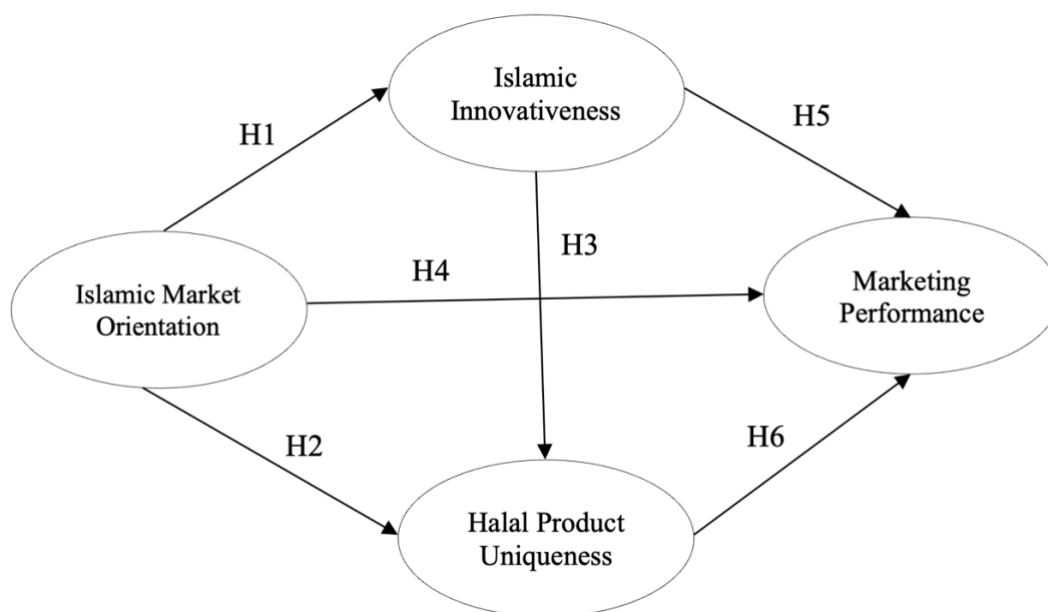 Islamic
Innovativeness
H1
H5
H3
H4
Islamic Market
Orientation
Marketing
Performance
H2
H6
Halal Product
Uniqueness